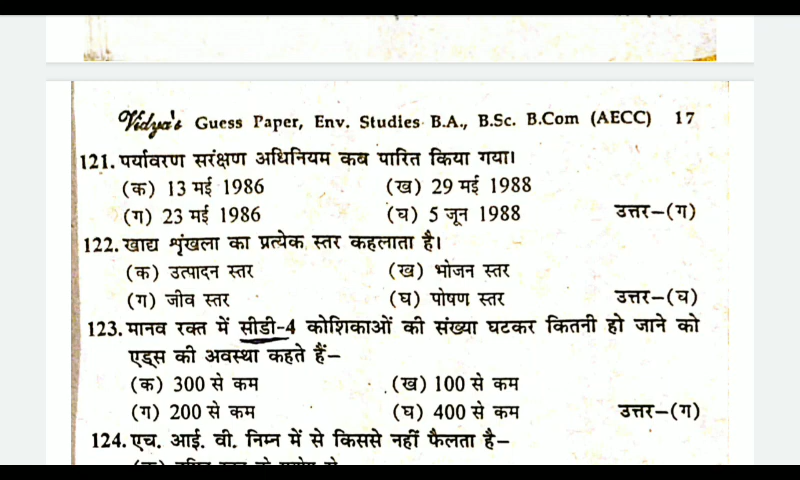 Vidya's Guess Paper, Env. Studies B.A., B.Sc. B.Com (AECC) 17
121. पर्यावरण सरंक्षण अधिनियम कब पारित किया गया।
(क) 13 मई 1986 (ख) 29 मई 1988
(ग) 23 मई 1986 (घ) 5 जून 1988 उत्तर–(ग)
122. खाद्य शृंखला का प्रत्येक स्तर कहलाता है।
(क) उत्पादन स्तर (ख) भोजन स्तर
(ग) जीव स्तर (घ) पोषण स्तर उत्तर–(घ)
123. मानव रक्त में सीडी-4 कोशिकाओं की संख्या घटकर कितनी हो जाने को
एड्स की अवस्था कहते हैं–
(क) 300 से कम (ख) 100 से कम
(ग) 200 से कम (घ) 400 से कम उत्तर–(ग)
124. एच. आई. वी. निम्न में से किससे नहीं फैलता है–